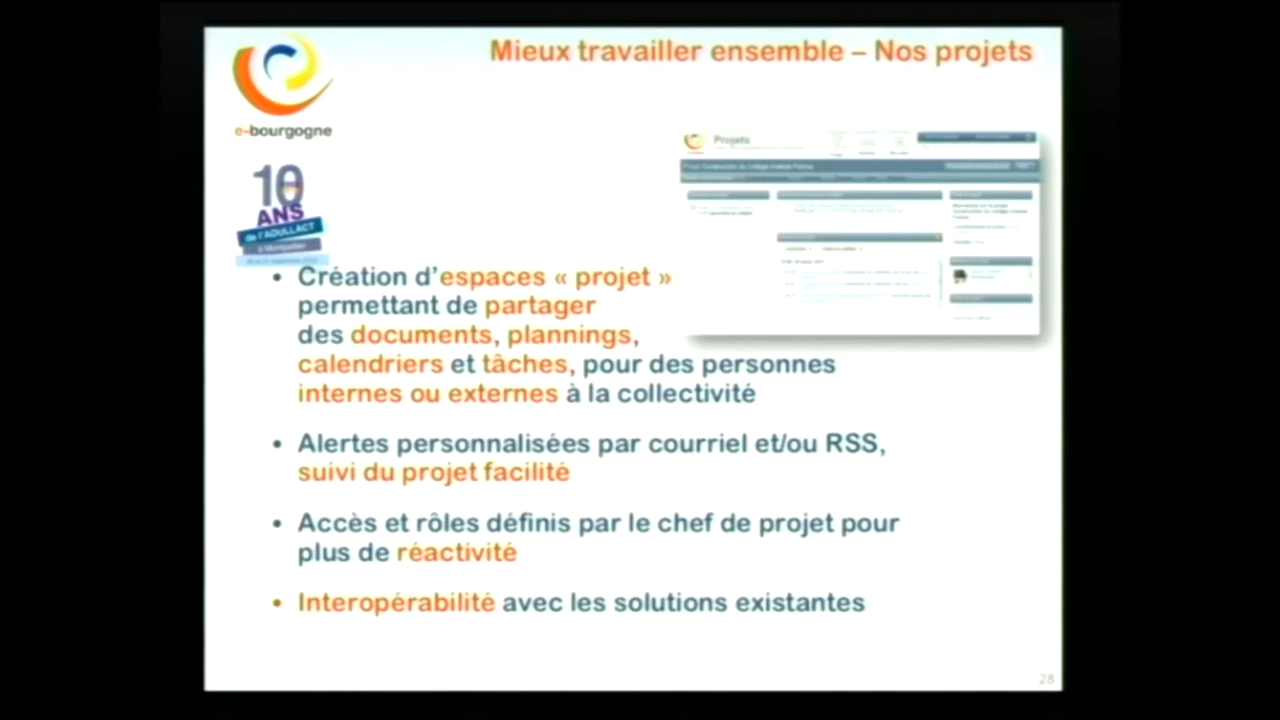 Mieux travailler ensemble – Nos projets
e-bourgogne
10
ANS
de l'ADULLACT
à Montpellier
Projets
• Création d'espaces « projet »
permettant de partager
des documents, plannings,
calendriers et tâches, pour des personnes
internes ou externes à la collectivité
• Alertes personnalisées par courriel et/ou RSS,
suivi du projet facilité
• Accès et rôles définis par le chef de projet pour
plus de réactivité
• Interopérabilité avec les solutions existantes
28